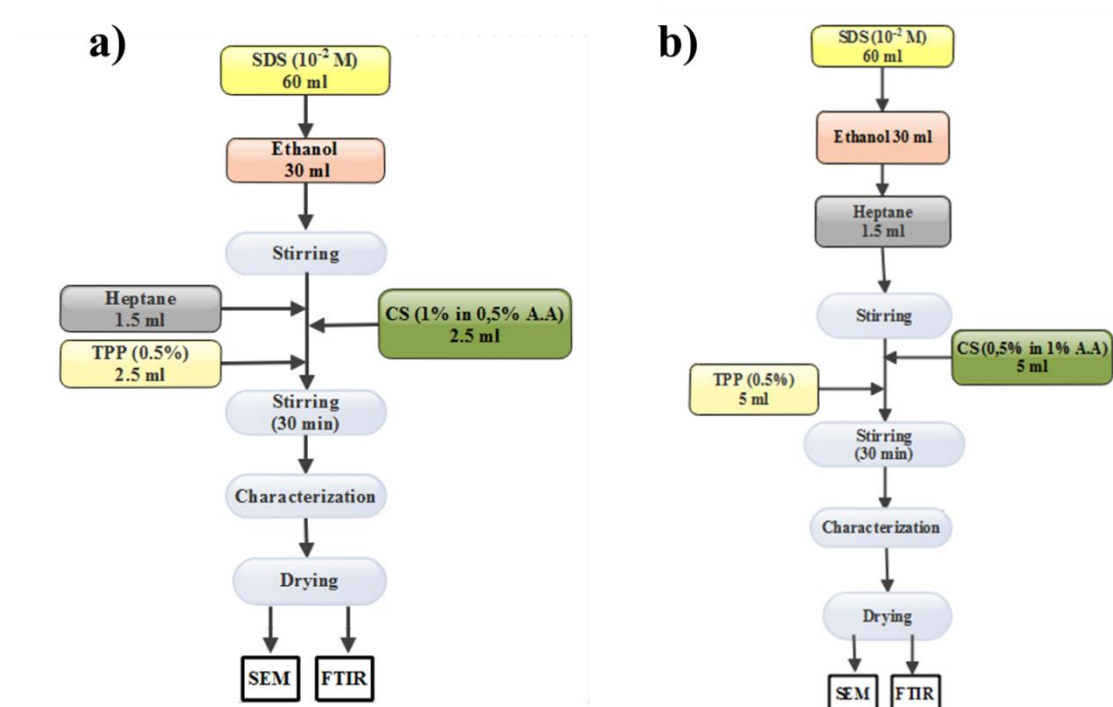 a)
SDS (10⁻² M)
60 ml
Ethanol
30 ml
Stirring
Heptane
1.5 ml
CS (1% in 0,5% A.A)
2.5 ml
TPP (0.5%)
2.5 ml
Stirring
(30 min)
Characterization
Drying
SEM
FTIR
b)
SDS (10⁻² M)
60 ml
Ethanol 30 ml
Heptane
1.5 ml
Stirring
CS (0,5% in 1% A.A)
5 ml
TPP (0.5%)
5 ml
Stirring
(30 min)
Characterization
Drying
SEM
FTIR